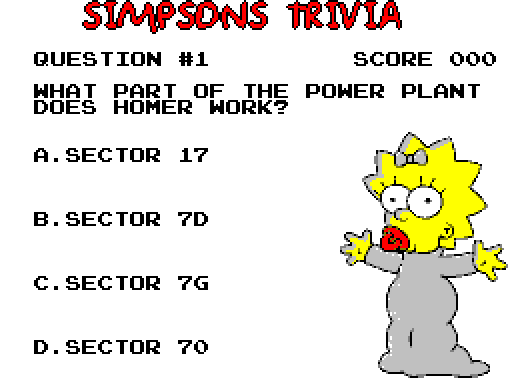 SIMPSONS TRIVIA
QUESTION #1 SCORE 000
WHAT PART OF THE POWER PLANT
DOES HOMER WORK?
A.SECTOR 17
B.SECTOR 7D
C.SECTOR 7G
D.SECTOR 70